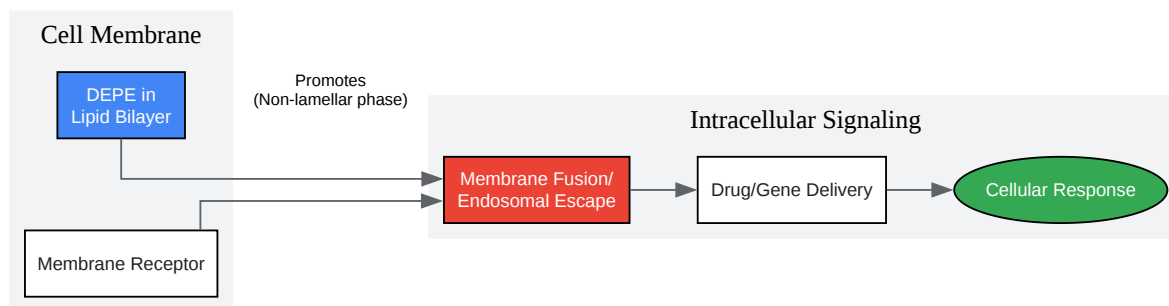 Cell Membrane
DEPE in
Lipid Bilayer
Promotes
(Non-lamellar phase)
Intracellular Signaling
Membrane Fusion/
Endosomal Escape
Drug/Gene Delivery
Cellular Response
Membrane Receptor